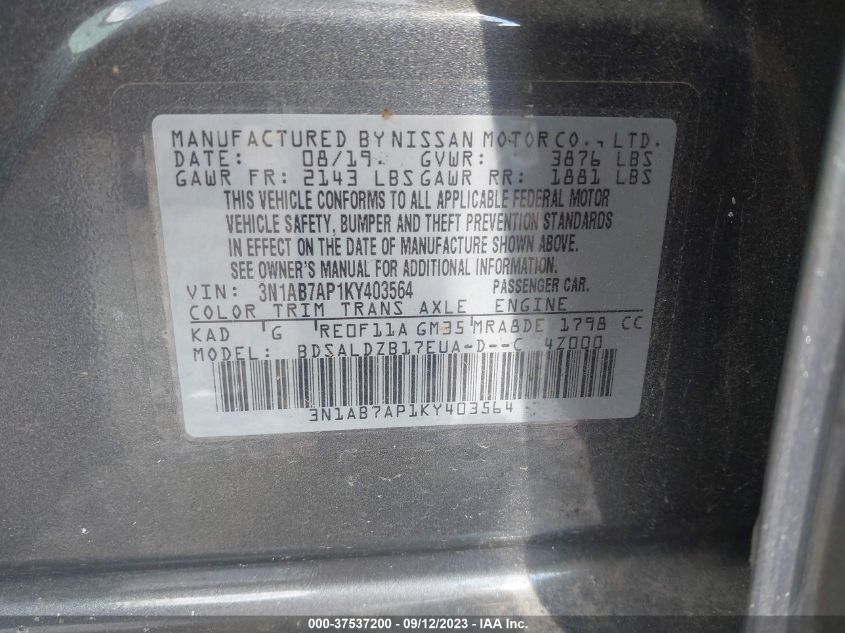 MANUFACTURED BY NISSAN MOTOR CO., LTD.
DATE: 08/19 GVWR: 3876 LBS
GAWR FR: 2143 LBS GAWR RR: 1881 LBS
THIS VEHICLE CONFORMS TO ALL APPLICABLE FEDERAL MOTOR
VEHICLE SAFETY, BUMPER AND THEFT PREVENTION STANDARDS
IN EFFECT ON THE DATE OF MANUFACTURE SHOWN ABOVE.
SEE OWNER'S MANUAL FOR ADDITIONAL INFORMATION.
VIN: 3N1AB7AP1KY403564 PASSENGER CAR.
COLOR TRIM TRANS AXLE ENGINE
KAD G RE0F11A GM35 MRA8DE 1798 CC
MODEL: BDSALDZB17EUA-D--C 4Z000
3N1AB7AP1KY403564
000-37537200 - 09/12/2023 - IAA Inc.